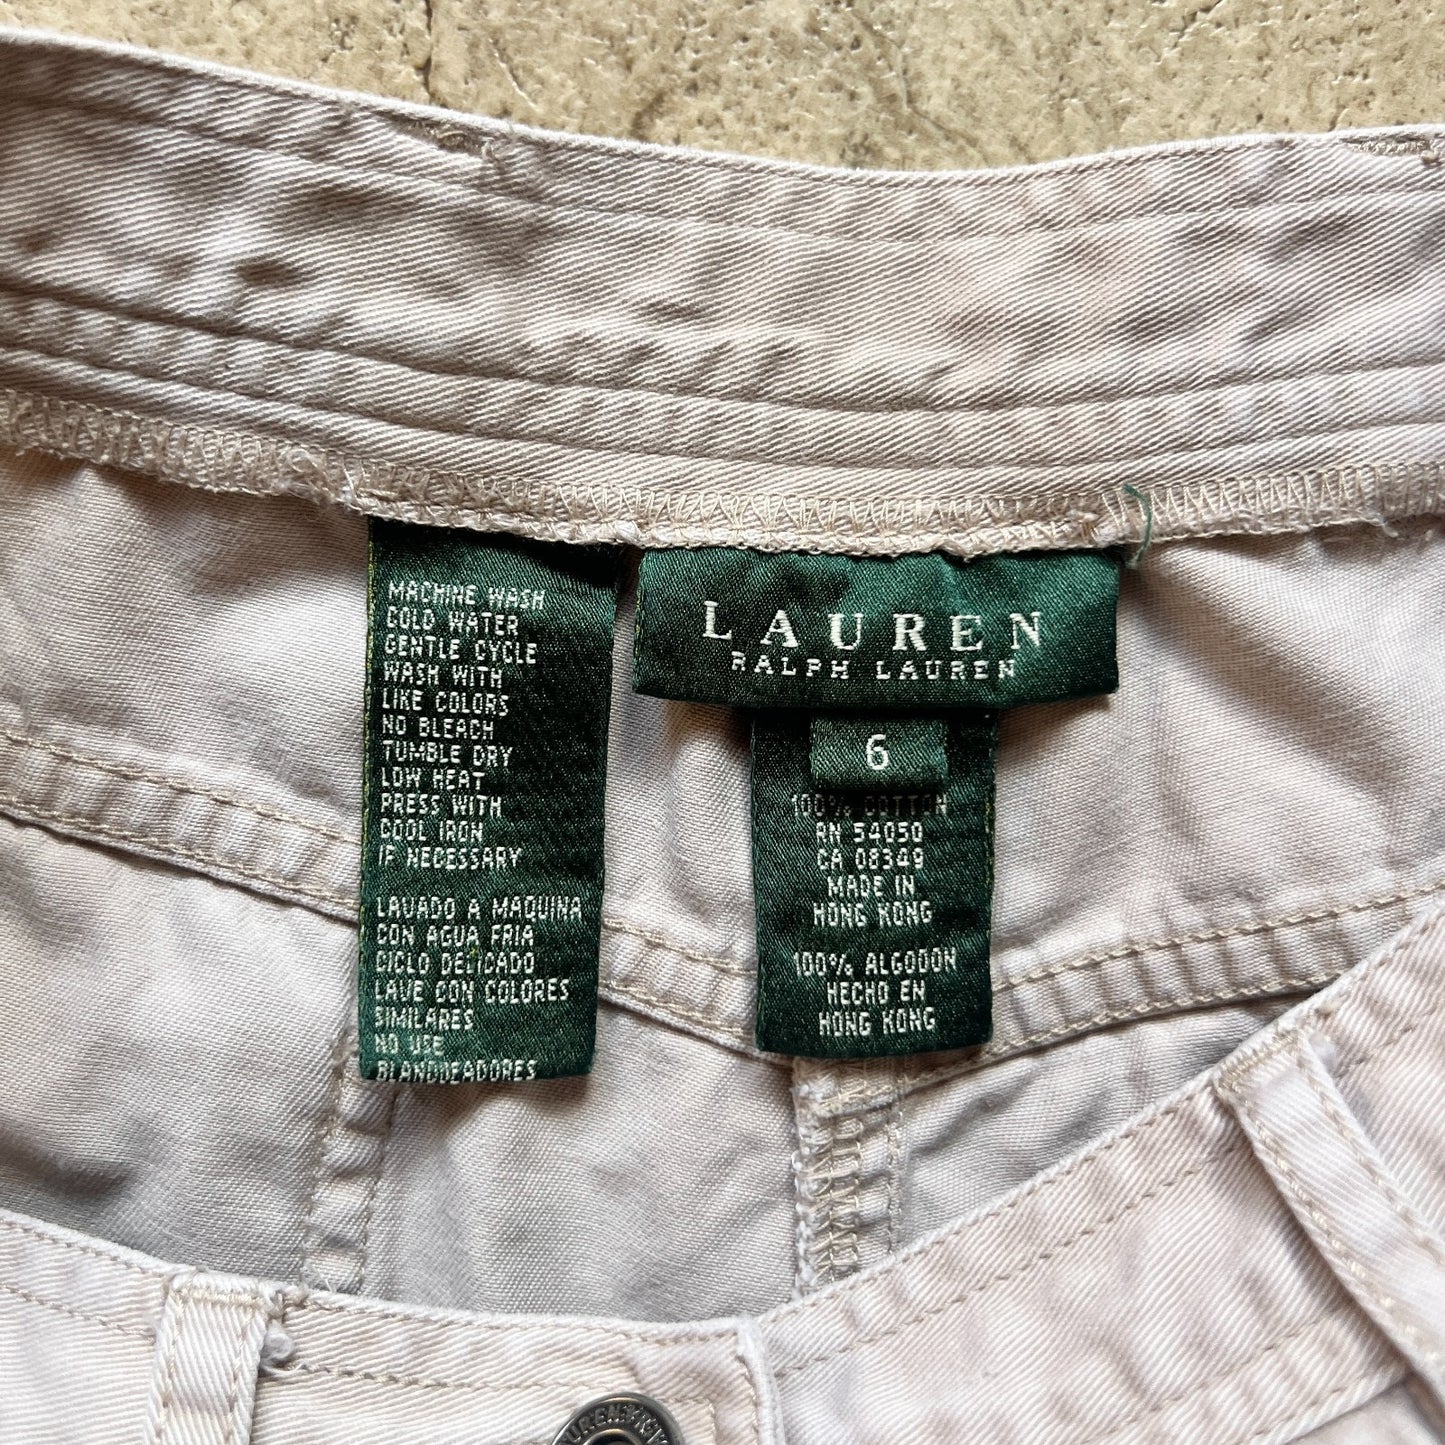 MACHINE WASH
COLD WATER
GENTLE CYCLE
WASH WITH
LIKE COLORS
NO BLEACH
TUMBLE DRY
LOW HEAT
PRESS WITH
COOL IRON
IF NECESSARY
LAVADO A MAQUINA
CON AGUA FRIA
CICLO DELICADO
LAVE CON COLORES
SIMILARES
NO USE
BLANQUEADORES
LAUREN
RALPH LAUREN
6
100% COTTON
RN 54050
CA 08349
MADE IN
HONG KONG
100% ALGODON
HECHO EN
HONG KONG